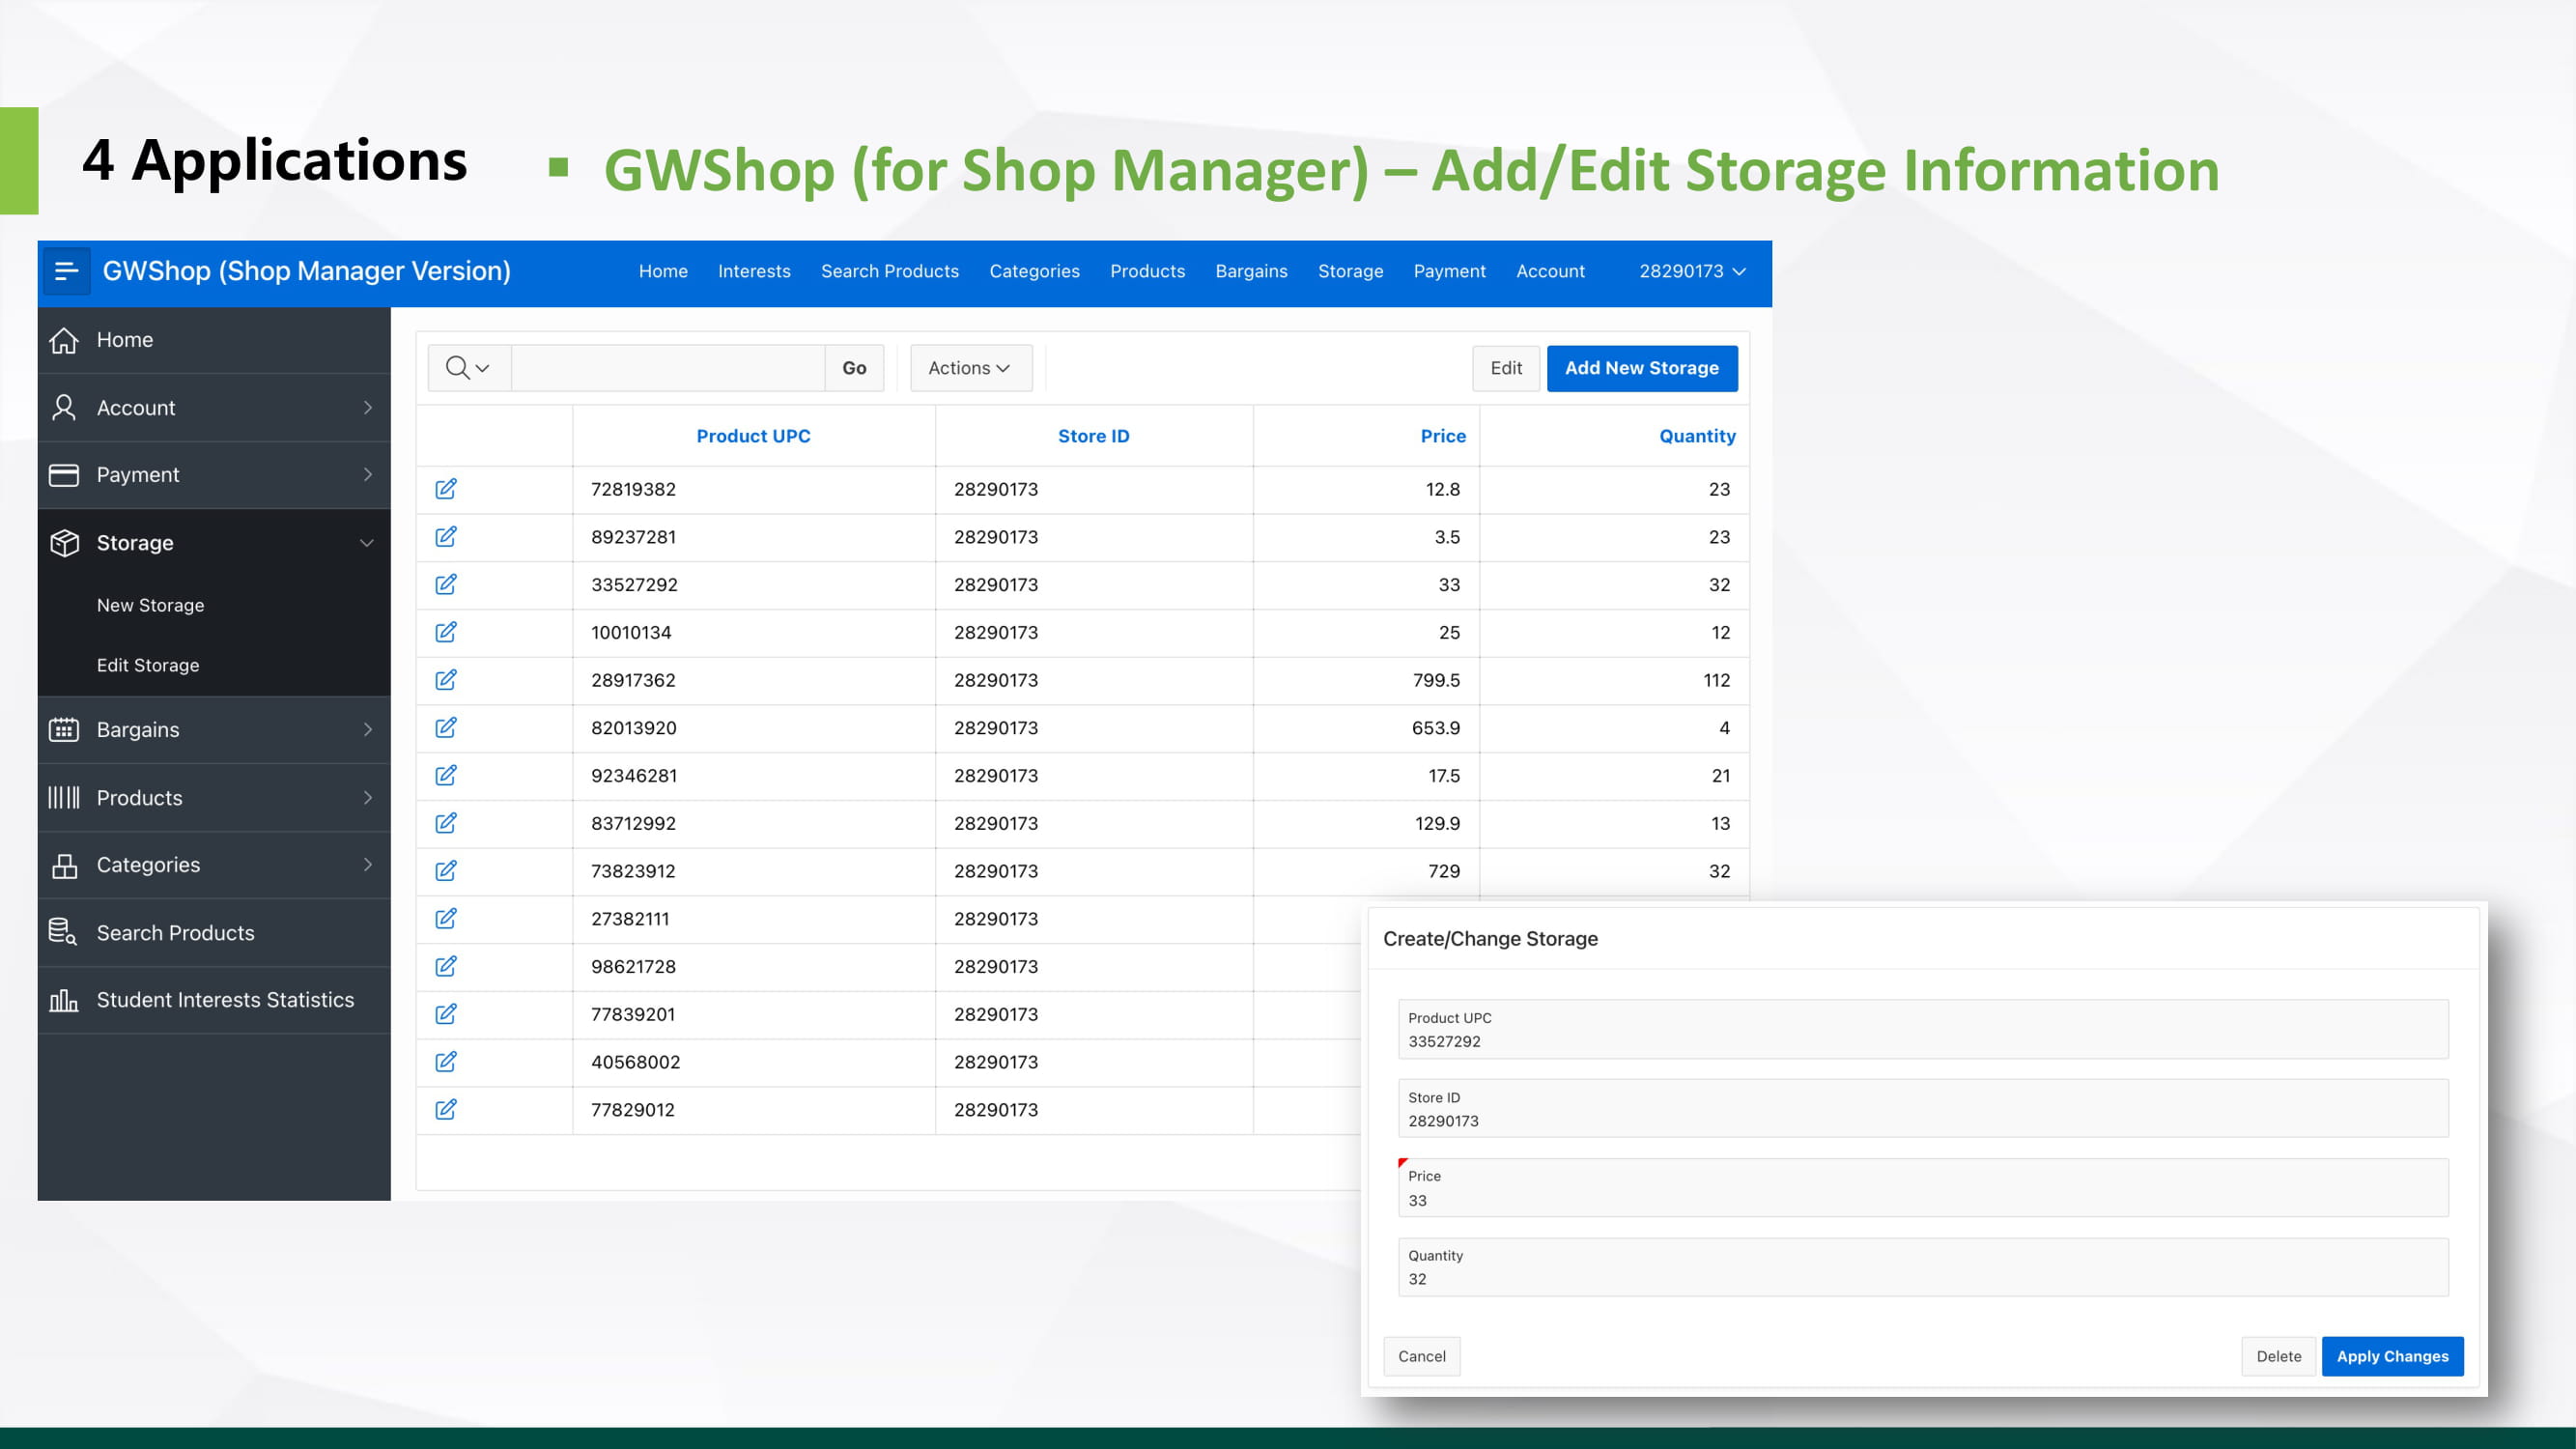 4 Applications
▪ GWShop (for Shop Manager) – Add/Edit Storage Information
GWShop (Shop Manager Version)
Home Interests Search Products Categories Products Bargains Storage Payment Account 28290173
Home
Account
Payment
Storage
New Storage
Edit Storage
Bargains
Products
Categories
Search Products
Student Interests Statistics
Go Actions Edit Add New Storage
Product UPC Store ID Price Quantity
72819382 28290173 12.8 23
89237281 28290173 3.5 23
33527292 28290173 33 32
10010134 28290173 25 12
28917362 28290173 799.5 112
82013920 28290173 653.9 4
92346281 28290173 17.5 21
83712992 28290173 129.9 13
73823912 28290173 729 32
27382111 28290173
98621728 28290173
77839201 28290173
40568002 28290173
77829012 28290173
Create/Change Storage
Product UPC
33527292
Store ID
28290173
Price
33
Quantity
32
Cancel Delete Apply Changes